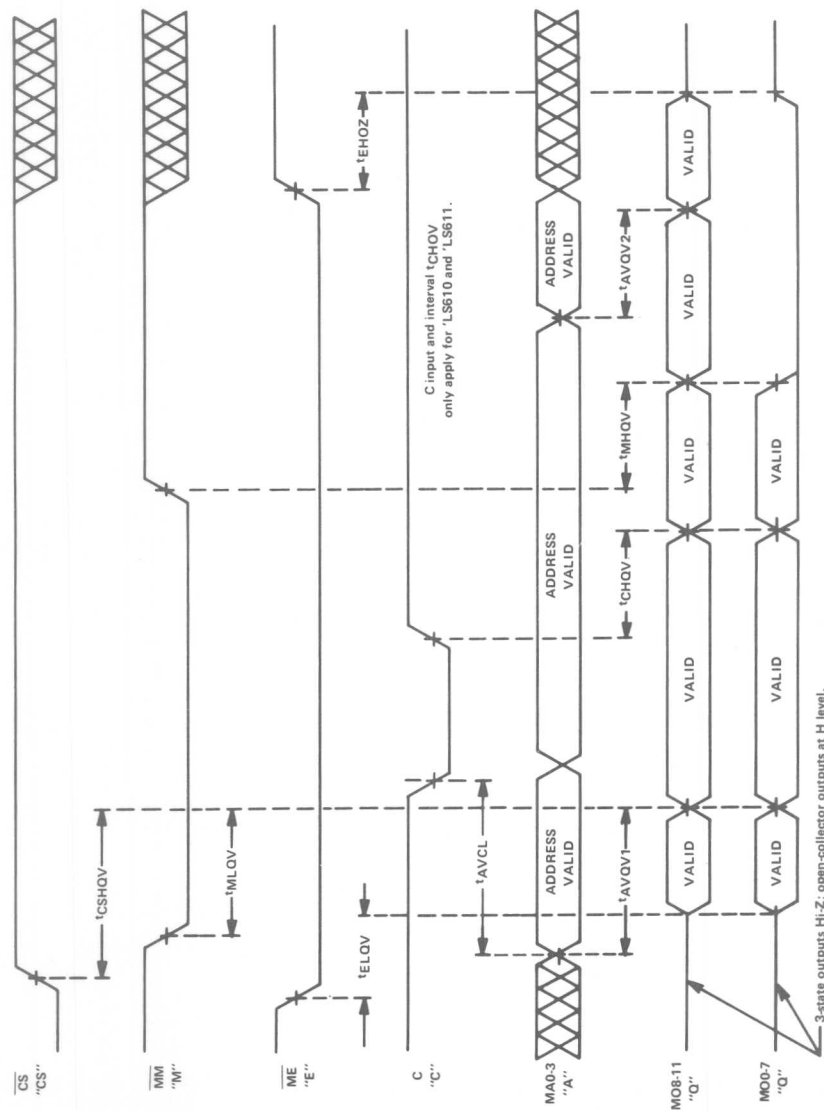 CS
"CS"
tCSHQV
MM
"M"
tMLQV
ME
"E"
tELQV
tEHQZ
C
"C"
tAVCL
C input and interval tCHQV
only apply for 'LS610 and 'LS611.
MA0-3
"A"
ADDRESS
VALID
ADDRESS
VALID
ADDRESS
VALID
tAVQV1
tCHQV
tMHQV
tAVQV2
MO8-11
"Q"
VALID
VALID
VALID
VALID
VALID
MO0-7
"Q"
VALID
VALID
VALID
3-state outputs Hi-Z; open-collector outputs at H level.